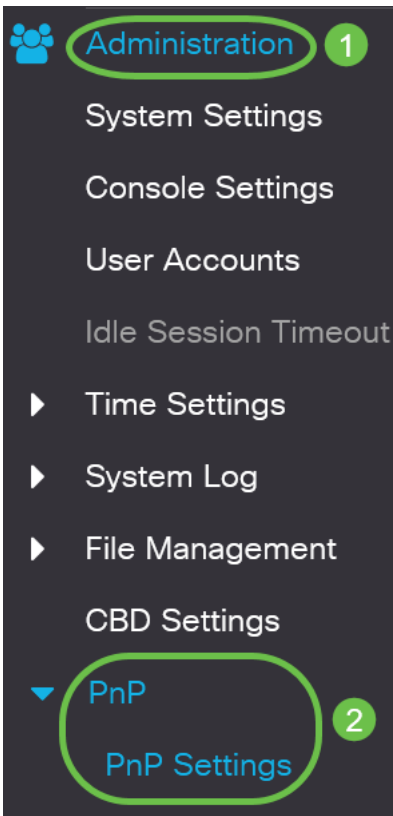 Administration 1
System Settings
Console Settings
User Accounts
Idle Session Timeout
Time Settings
System Log
File Management
CBD Settings
PnP
2
PnP Settings